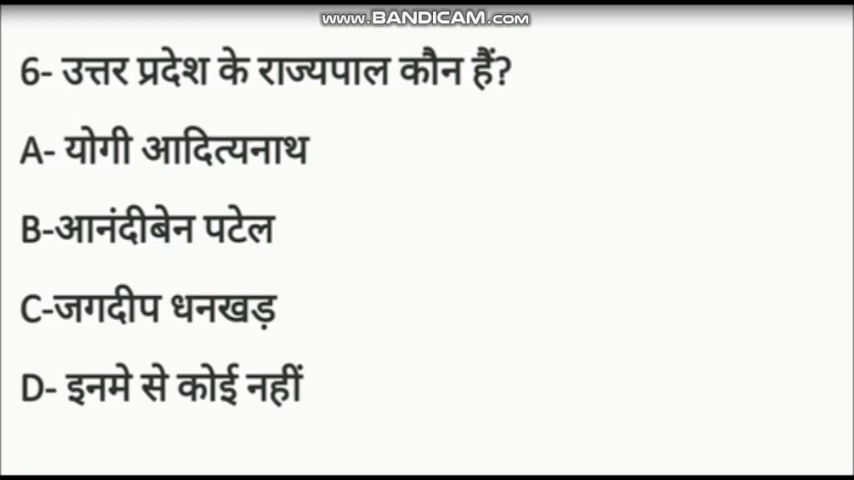 www.BANDICAM.com
6- उत्तर प्रदेश के राज्यपाल कौन हैं?
A- योगी आदित्यनाथ
B-आनंदीबेन पटेल
C-जगदीप धनखड़
D- इनमे से कोई नहीं